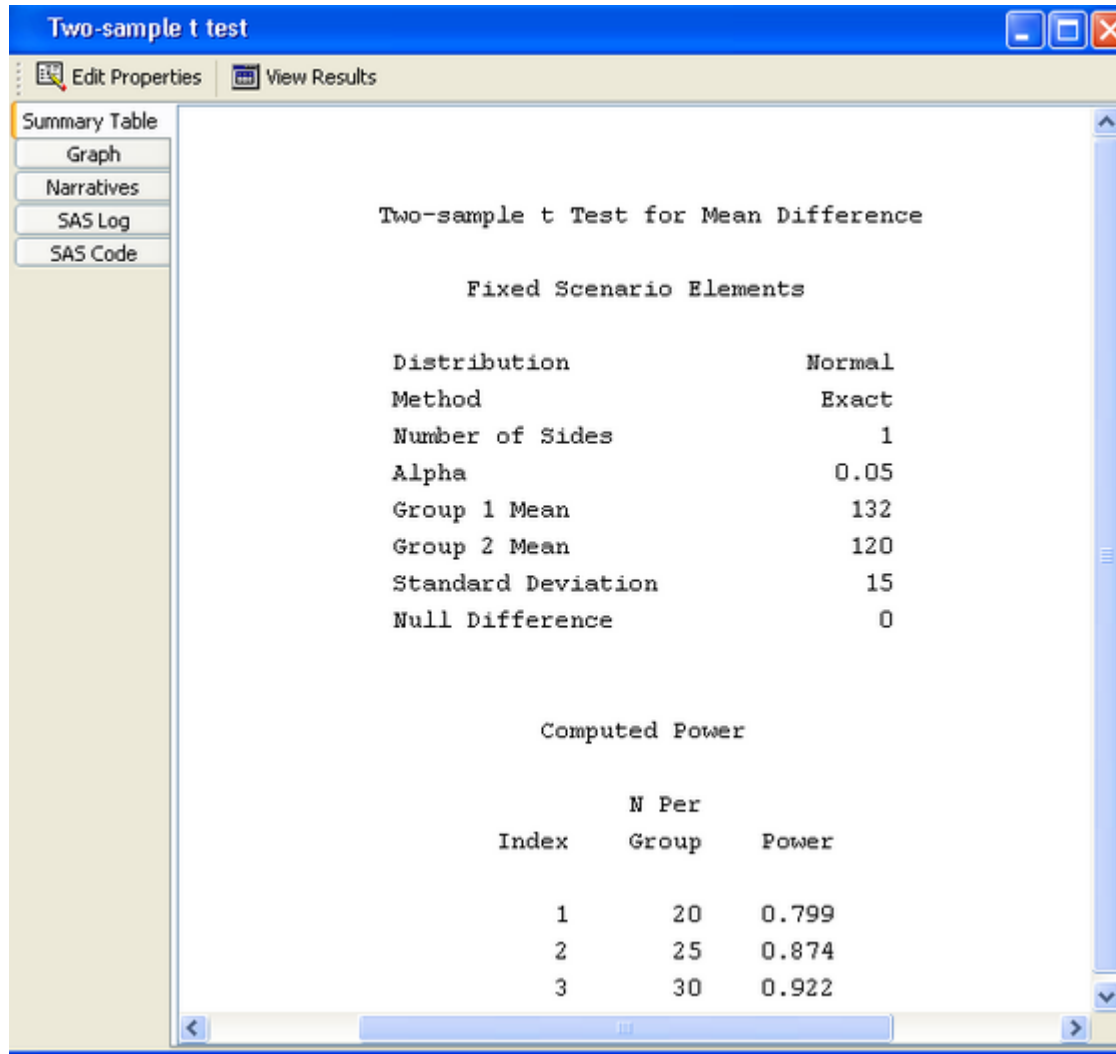 Two-sample t test
Edit Properties View Results
Summary Table
Graph
Narratives
SAS Log
SAS Code
Two-sample t Test for Mean Difference
Fixed Scenario Elements
Distribution Normal
Method Exact
Number of Sides 1
Alpha 0.05
Group 1 Mean 132
Group 2 Mean 120
Standard Deviation 15
Null Difference 0
Computed Power
N Per
Index Group Power
1 20 0.799
2 25 0.874
3 30 0.922